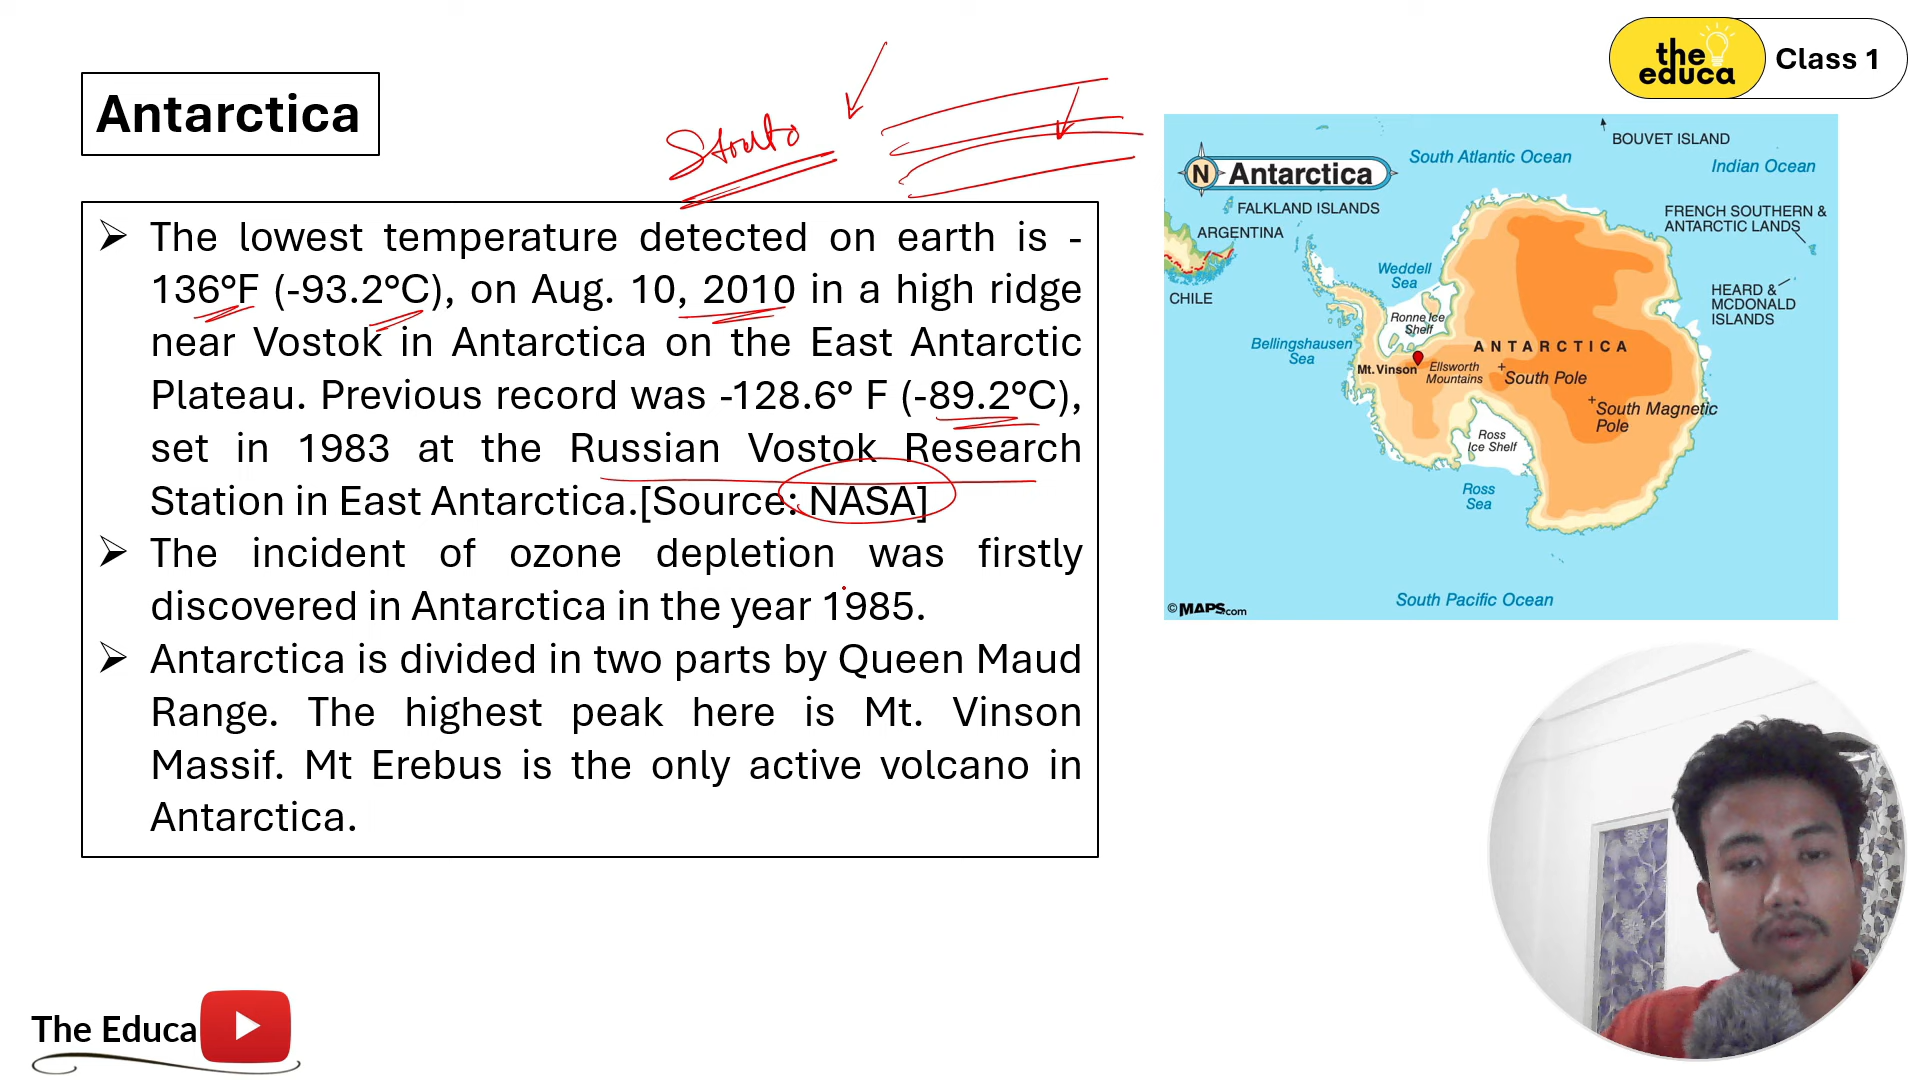 the
educa
Class 1
Antarctica
Strato
The lowest temperature detected on earth is -
136°F (-93.2°C), on Aug. 10, 2010 in a high ridge
near Vostok in Antarctica on the East Antarctic
Plateau. Previous record was -128.6° F (-89.2°C),
set in 1983 at the Russian Vostok Research
Station in East Antarctica.[Source: NASA]
The incident of ozone depletion was firstly
discovered in Antarctica in the year 1985.
Antarctica is divided in two parts by Queen Maud
Range. The highest peak here is Mt. Vinson
Massif. Mt Erebus is the only active volcano in
Antarctica.
BOUVET ISLAND
South Atlantic Ocean
Indian Ocean
N Antarctica
FALKLAND ISLANDS
FRENCH SOUTHERN &
ANTARCTIC LANDS
ARGENTINA
Weddell
Sea
CHILE
HEARD &
MCDONALD
ISLANDS
Ronne Ice
Shelf
Bellingshausen
Sea
ANTARCTICA
Mt. Vinson
Ellsworth
Mountains
South Pole
South Magnetic
Pole
Ross
Ice Shelf
Ross
Sea
South Pacific Ocean
©MAPS.com
The Educa